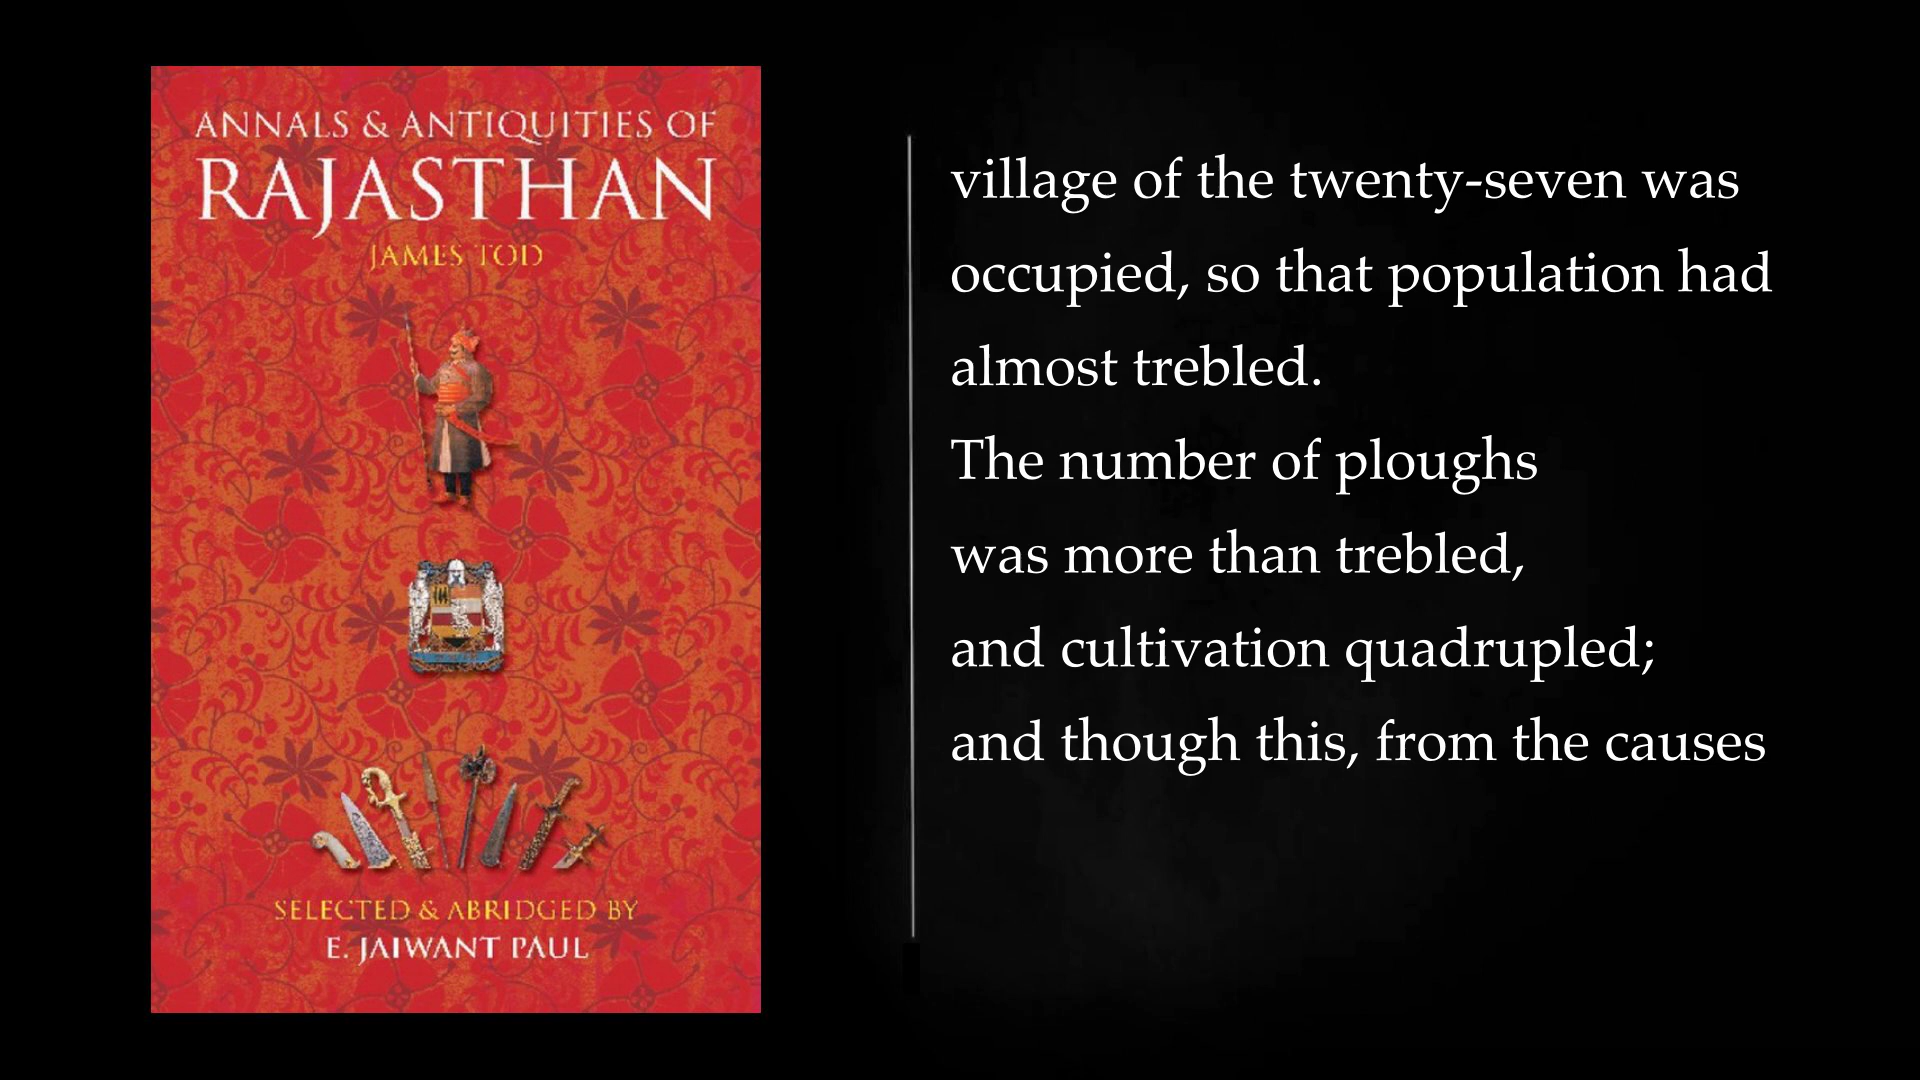 ANNALS & ANTIQUITIES OF
RAJASTHAN
JAMES TOD
SELECTED & ABRIDGED BY
E. JAIWANT PAUL
village of the twenty-seven was
occupied, so that population had
almost trebled.
The number of ploughs
was more than trebled,
and cultivation quadrupled;
and though this, from the causes